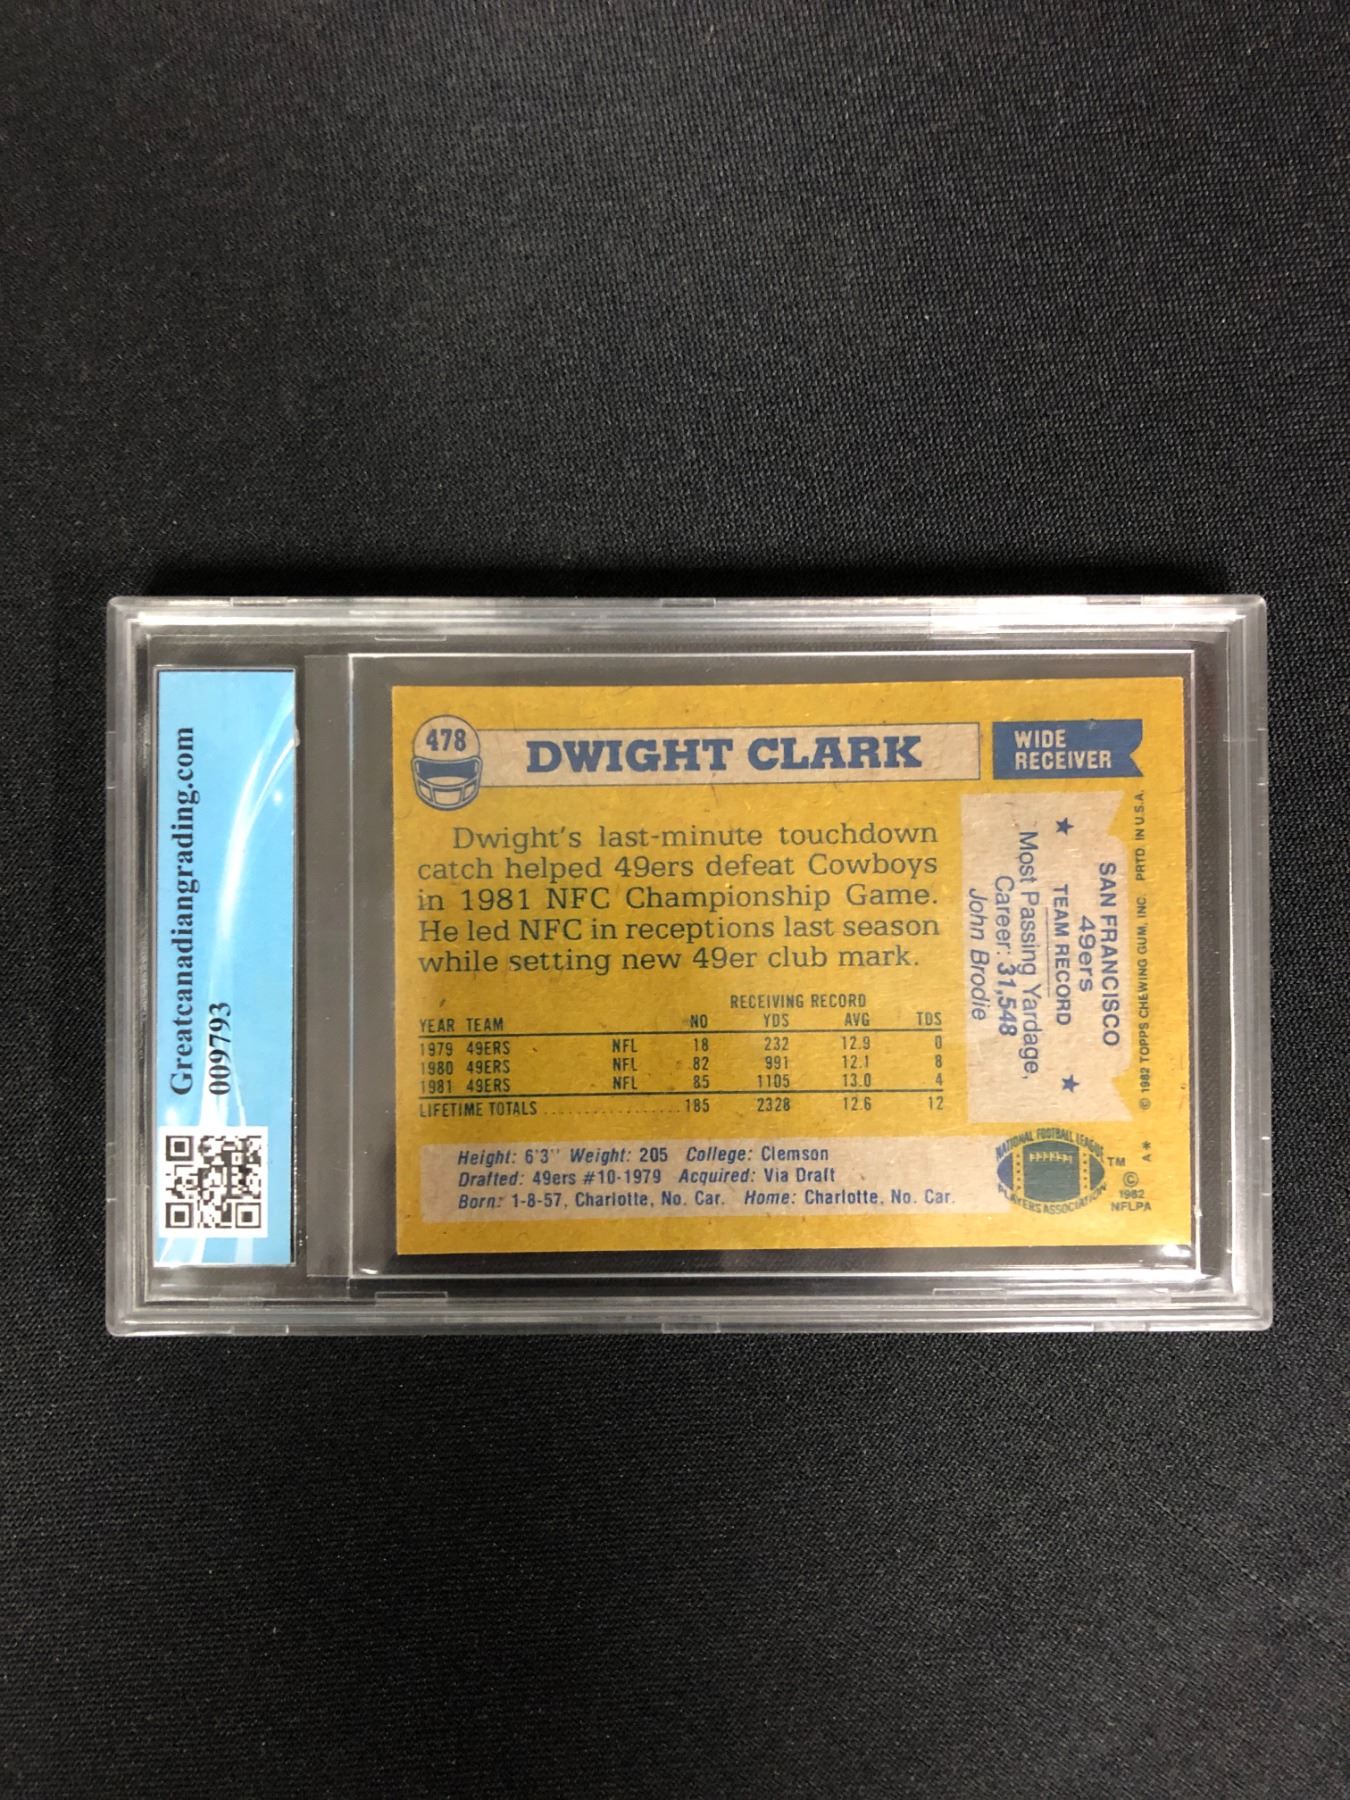 478
DWIGHT CLARK
WIDE
RECEIVER
Dwight's last-minute touchdown
catch helped 49ers defeat Cowboys
in 1981 NFC Championship Game.
He led NFC in receptions last season
while setting new 49er club mark.
RECEIVING RECORD
YEAR TEAM NO YDS AVG TDS
1979 49ERS NFL 18 232 12.9 0
1980 49ERS NFL 82 991 12.1 8
1981 49ERS NFL 85 1105 13.0 4
LIFETIME TOTALS .................. 185 2328 12.6 12
Height: 6'3" Weight: 205 College: Clemson
Drafted: 49ers #10-1979 Acquired: Via Draft
Born: 1-8-57, Charlotte, No. Car. Home: Charlotte, No. Car.
SAN FRANCISCO
49ers
★ TEAM RECORD ★
Most Passing Yardage,
Career: 31,548
John Brodie
© 1982 TOPPS CHEWING GUM, INC. PRTD. IN U.S.A.
A*
NATIONAL FOOTBALL LEAGUE
PLAYERS ASSOCIATION
TM
©
1982
NFLPA
Greatcanadiangrading.com
009793